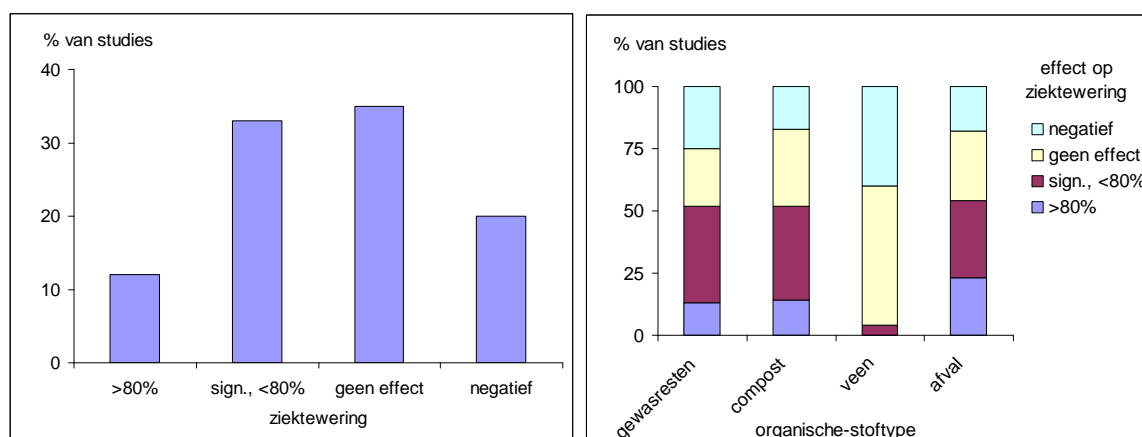 % van studies
40
30
20
10
0
>80% sign., <80% geen effect negatief
ziektewering
% van studies
100
75
50
25
0
gewasresten compost veen afval
organische-stoftype
effect op
ziektewering
negatief
geen effect
sign., <80%
>80%